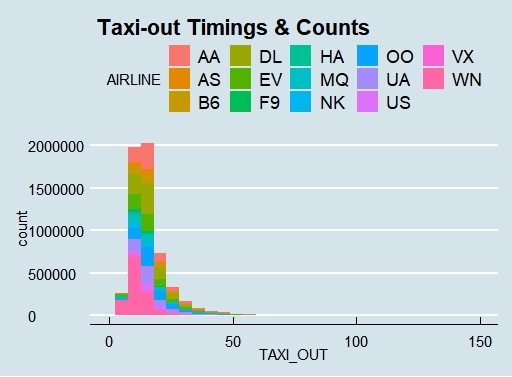 Taxi-out Timings & Counts
AIRLINE
AA DL HA OO VX
AS EV MQ UA WN
B6 F9 NK US
2000000
1500000
1000000
500000
0
count
0 50 100 150
TAXI_OUT